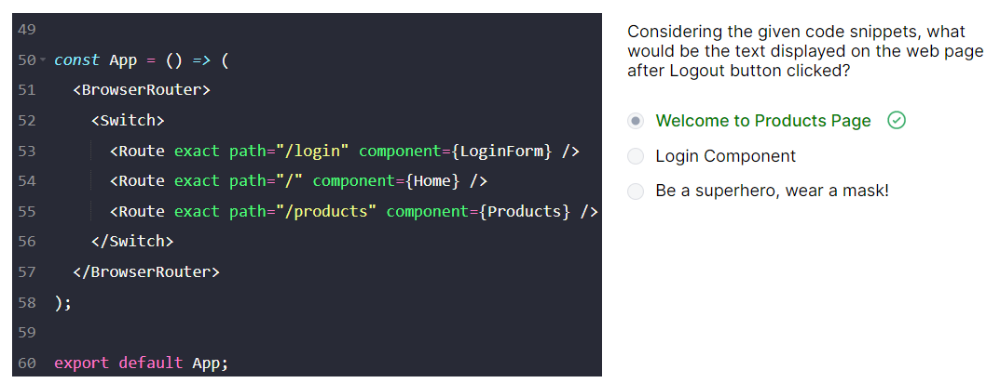 49
50 const App = () => (
51 <BrowserRouter>
52 <Switch>
53 <Route exact path="/login" component={LoginForm} />
54 <Route exact path="/" component={Home} />
55 <Route exact path="/products" component={Products} />
56 </Switch>
57 </BrowserRouter>
58 );
59
60 export default App;
Considering the given code snippets, what
would be the text displayed on the web page
after Logout button clicked?
Welcome to Products Page
Login Component
Be a superhero, wear a mask!